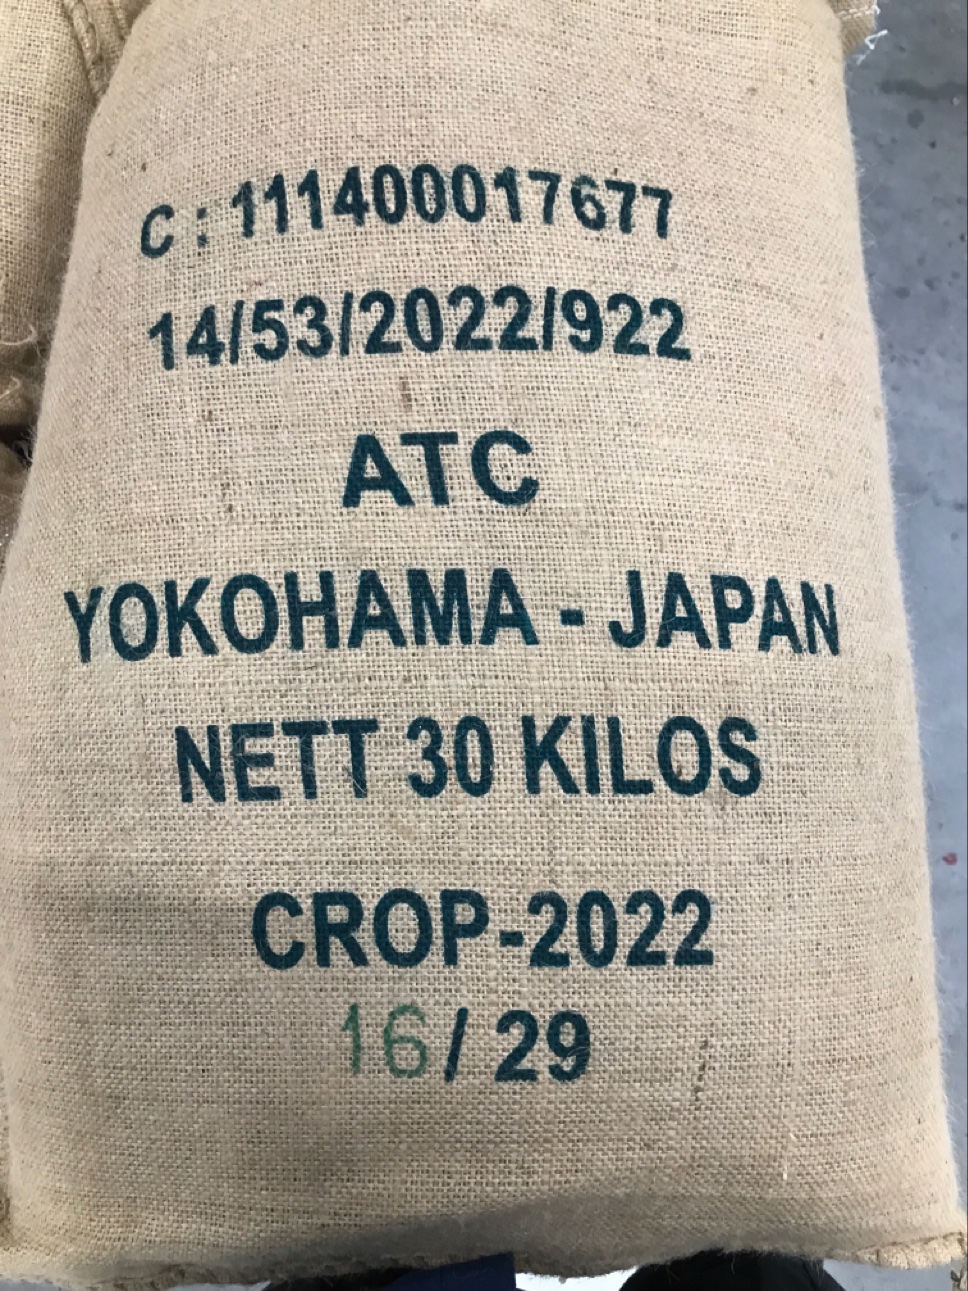 C : 111400017677
14/53/2022/922
ATC
YOKOHAMA - JAPAN
NETT 30 KILOS
CROP-2022
16/ 29